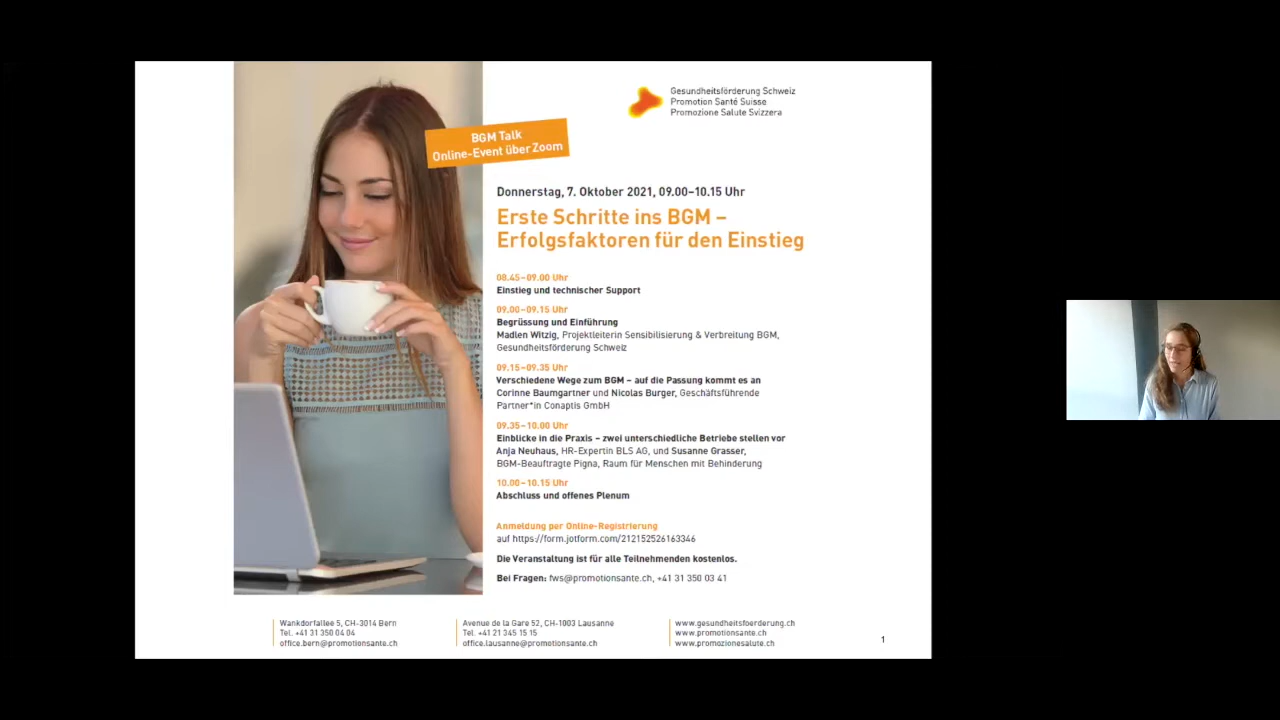 Gesundheitsförderung Schweiz
Promotion Santé Suisse
Promozione Salute Svizzera
BGM Talk
Online-Event über Zoom
Donnerstag, 7. Oktober 2021, 09.00–10.15 Uhr
Erste Schritte ins BGM –
Erfolgsfaktoren für den Einstieg
08.45–09.00 Uhr
Einstieg und technischer Support
09.00–09.15 Uhr
Begrüssung und Einführung
Madlen Witzig, Projektleiterin Sensibilisierung & Verbreitung BGM,
Gesundheitsförderung Schweiz
09.15–09.35 Uhr
Verschiedene Wege zum BGM – auf die Passung kommt es an
Corinne Baumgartner und Nicolas Burger, Geschäftsführende
Partner*in Conaptis GmbH
09.35–10.00 Uhr
Einblicke in die Praxis – zwei unterschiedliche Betriebe stellen vor
Anja Neuhaus, HR-Expertin BLS AG, und Susanne Grasser,
BGM-Beauftragte Pigna, Raum für Menschen mit Behinderung
10.00–10.15 Uhr
Abschluss und offenes Plenum
Anmeldung per Online-Registrierung
auf https://form.jotform.com/212152526163346
Die Veranstaltung ist für alle Teilnehmenden kostenlos.
Bei Fragen: fws@promotionsante.ch, +41 31 350 03 41
Wankdorfallee 5, CH-3014 Bern
Tel. +41 31 350 04 04
office.bern@promotionsante.ch
Avenue de la Gare 52, CH-1003 Lausanne
Tel. +41 21 345 15 15
office.lausanne@promotionsante.ch
www.gesundheitsfoerderung.ch
www.promotionsante.ch
www.promozionesalute.ch
1